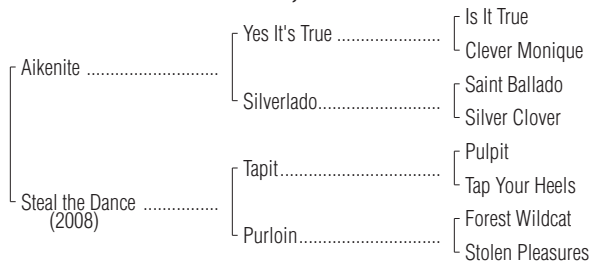 Is It True
Yes It's True ......................
Clever Monique
Aikenite ............................
Saint Ballado
Silverlado..........................
Silver Clover
Pulpit
Tapit..................................
Tap Your Heels
Steal the Dance ................
(2008)
Forest Wildcat
Purloin..............................
Stolen Pleasures